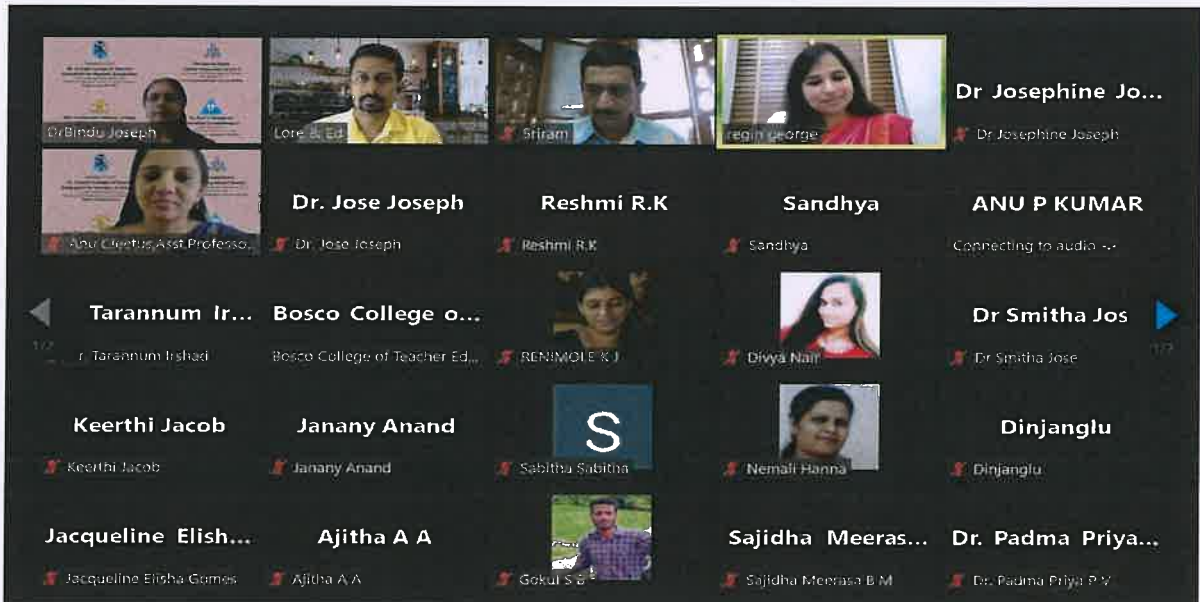 DrBindu Joseph
Lore & Ed
Sriram
regin george
Dr Josephine Jo...
Dr Josephine Joseph
Anu Cleetus,Asst.Professo...
Dr. Jose Joseph
Dr. Jose Joseph
Reshmi R.K
Reshmi R.K
Sandhya
Sandhya
ANU P KUMAR
Connecting to audio
Tarannum Ir...
r. Tarannum Irshad
Bosco College o...
Bosco College of Teacher Ed...
RENIMOLE K J
Divya Nair
Dr Smitha Jos
Dr Smitha Jose
Keerthi Jacob
Keerthi Jacob
Janany Anand
Janany Anand
S
Sabitha Sabitha
Nemali Hanna
Dinjanglu
Dinjanglu
Jacqueline Elish...
Jacqueline Elisha Gomes
Ajitha A A
Ajitha A A
Gokul S B
Sajidha Meeras...
Sajidha Meerasa B M
Dr. Padma Priya...
Dr. Padma Priya P V